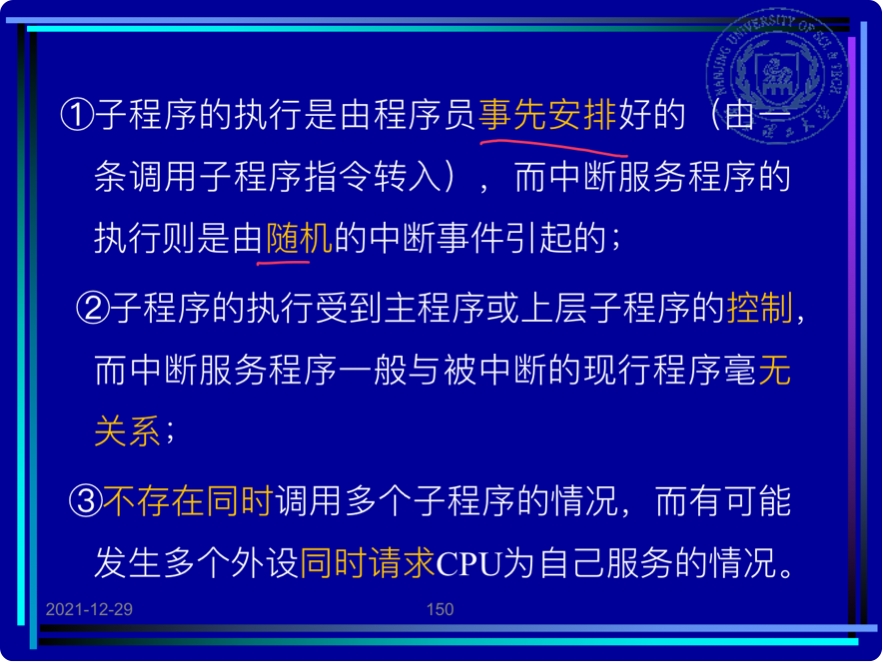 NANJING UNIVERSITY OF SCI & TECH
①子程序的执行是由程序员事先安排好的（由一
条调用子程序指令转入），而中断服务程序的
执行则是由随机的中断事件引起的；
②子程序的执行受到主程序或上层子程序的控制，
而中断服务程序一般与被中断的现行程序毫无
关系；
③不存在同时调用多个子程序的情况，而有可能
发生多个外设同时请求CPU为自己服务的情况。
2021-12-29
150